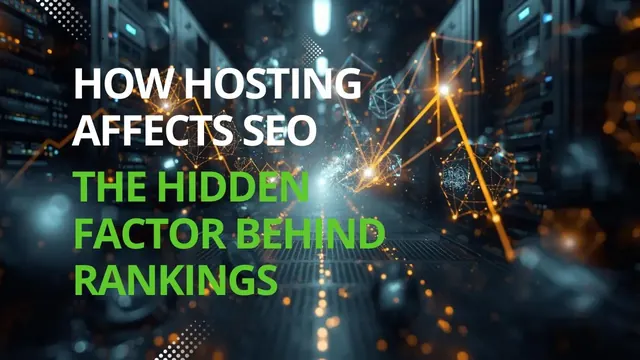 HOW HOSTING
AFFECTS SEO
THE HIDDEN
FACTOR BEHIND
RANKINGS